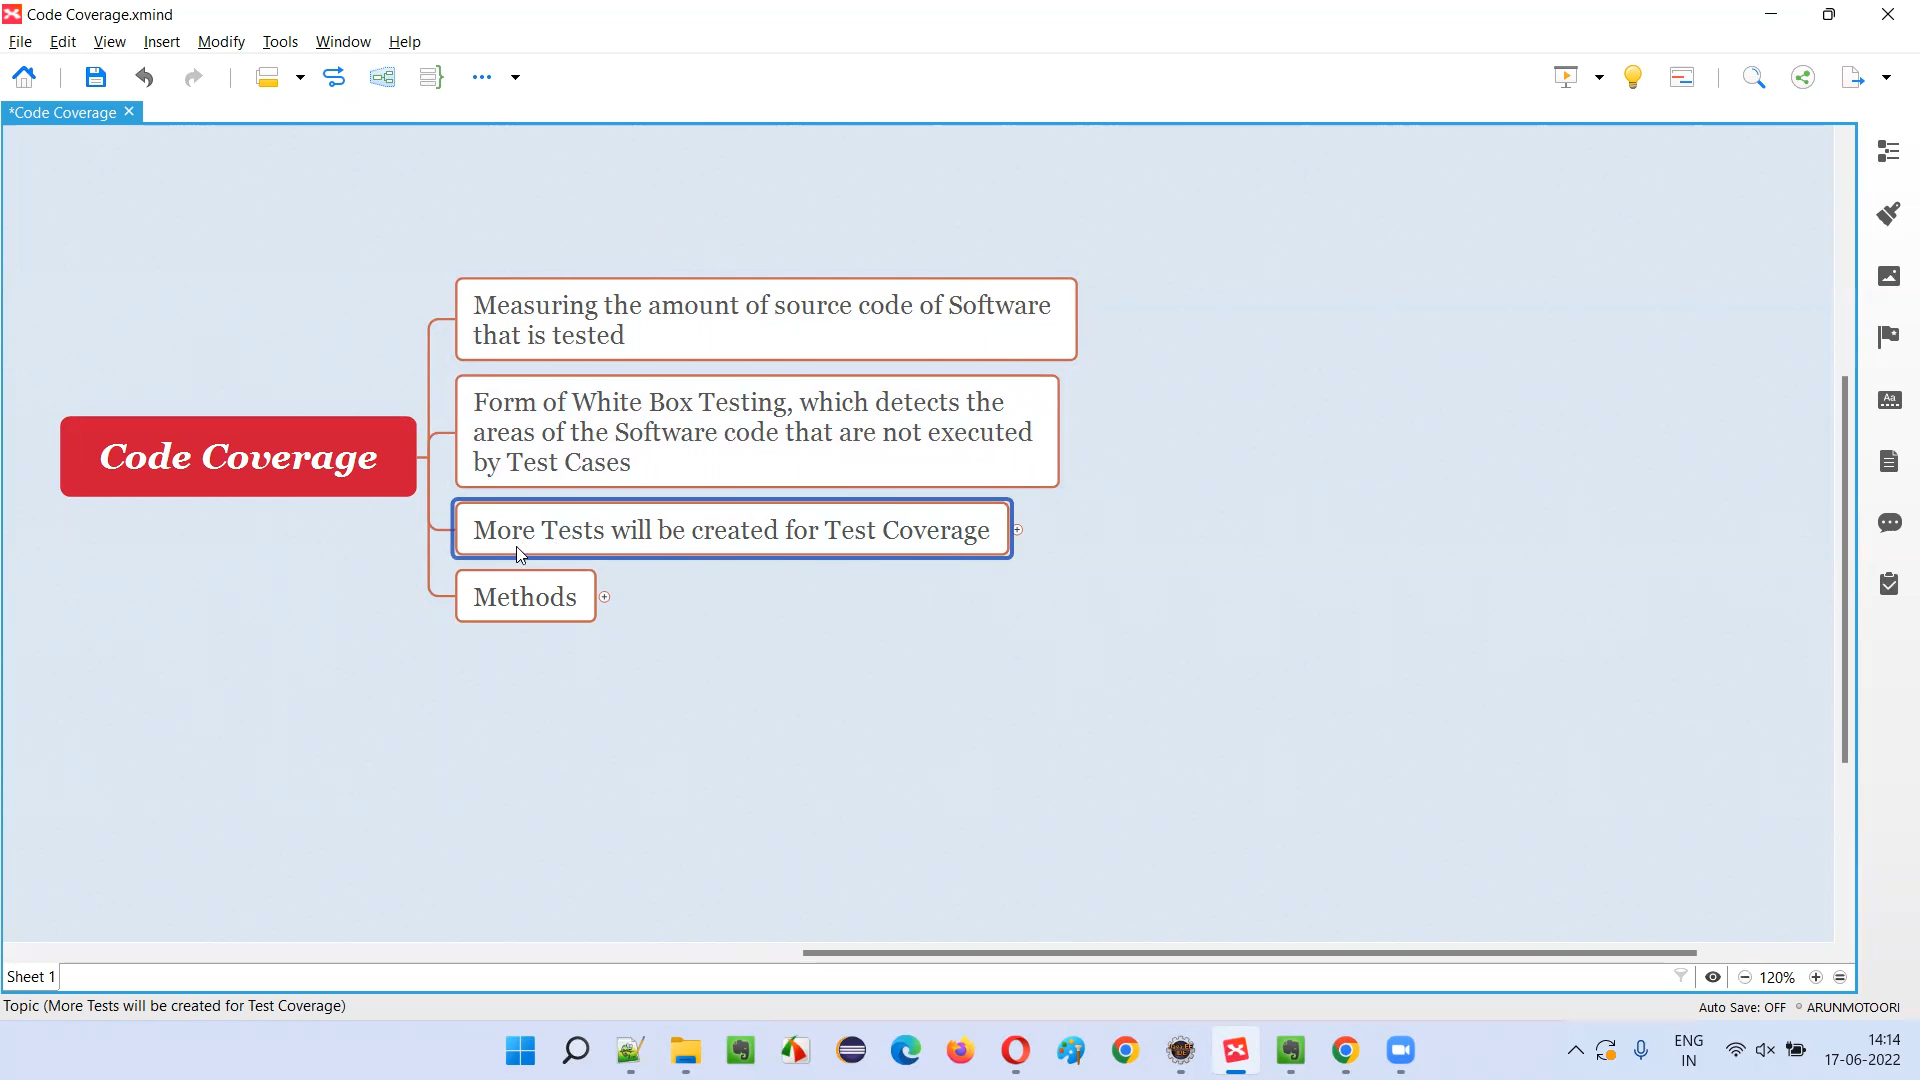 Code Coverage.xmind
File Edit View Insert Modify Tools Window Help
*Code Coverage
Measuring the amount of source code of Software
that is tested
Form of White Box Testing, which detects the
areas of the Software code that are not executed
by Test Cases
Code Coverage
More Tests will be created for Test Coverage
Methods
Aa
Sheet 1
120%
Topic (More Tests will be created for Test Coverage)
Auto Save: OFF
ARUNMOTOORI
ENG
IN
14:14
17-06-2022